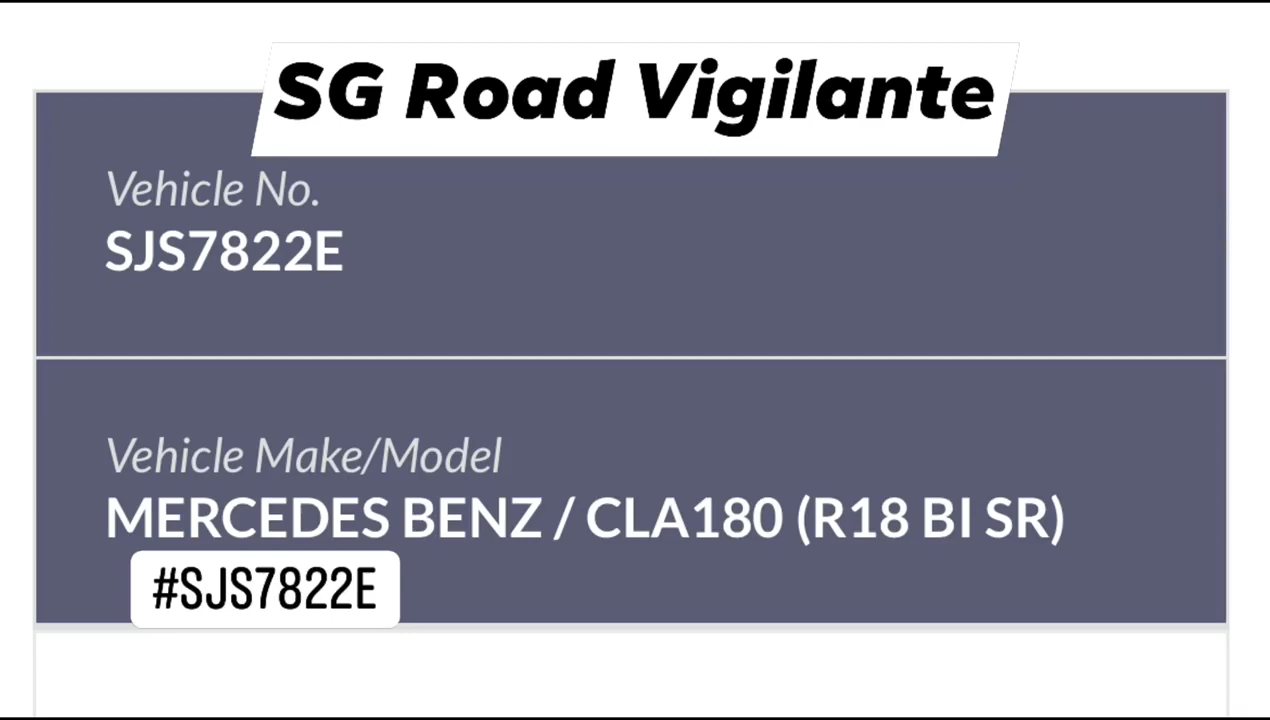 SG Road Vigilante
Vehicle No.
SJS7822E
Vehicle Make/Model
MERCEDES BENZ / CLA180 (R18 BI SR)
#SJS7822E